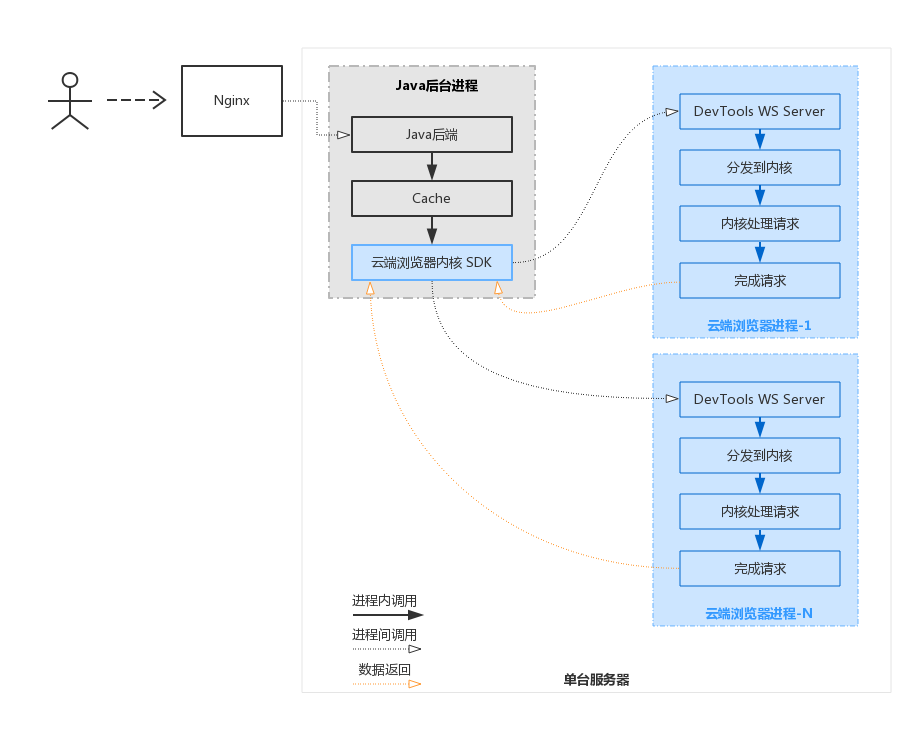 Nginx
Java后台进程
Java后端
Cache
云端浏览器内核 SDK
DevTools WS Server
分发到内核
内核处理请求
完成请求
云端浏览器进程-1
DevTools WS Server
分发到内核
内核处理请求
完成请求
云端浏览器进程-N
进程内调用
进程间调用
数据返回
单台服务器